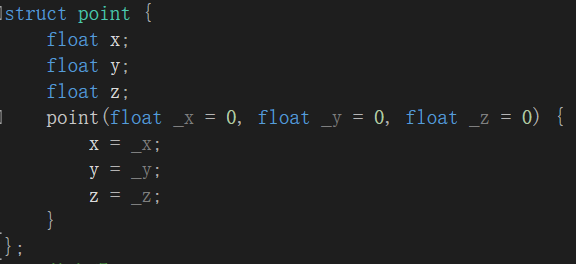 struct point {
    float x;
    float y;
    float z;
    point(float _x = 0, float _y = 0, float _z = 0) {
        x = _x;
        y = _y;
        z = _z;
    }
};